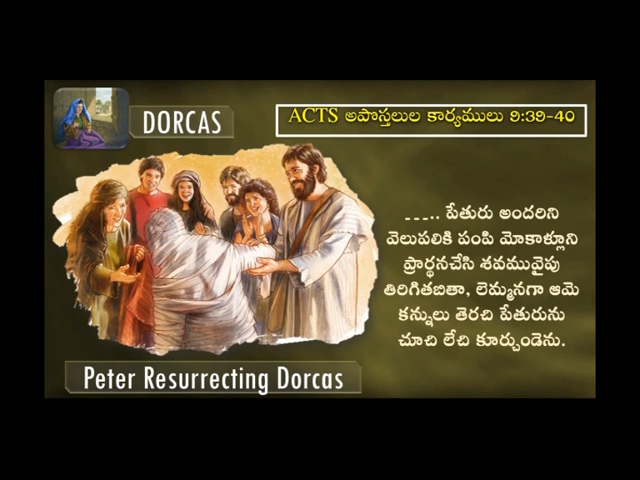 DORCAS
ACTS అపొస్తలుల కార్యములు 9:39-40
..... పేతురు అందరిని
వెలుపలికి పంపి మోకాళ్లూని
ప్రార్థనచేసి శవమువైపు
తిరిగితబితా, లెమ్మనగా ఆమె
కన్నులు తెరచి పేతురును
చూచి లేచి కూర్చుండెను.
Peter Resurrecting Dorcas